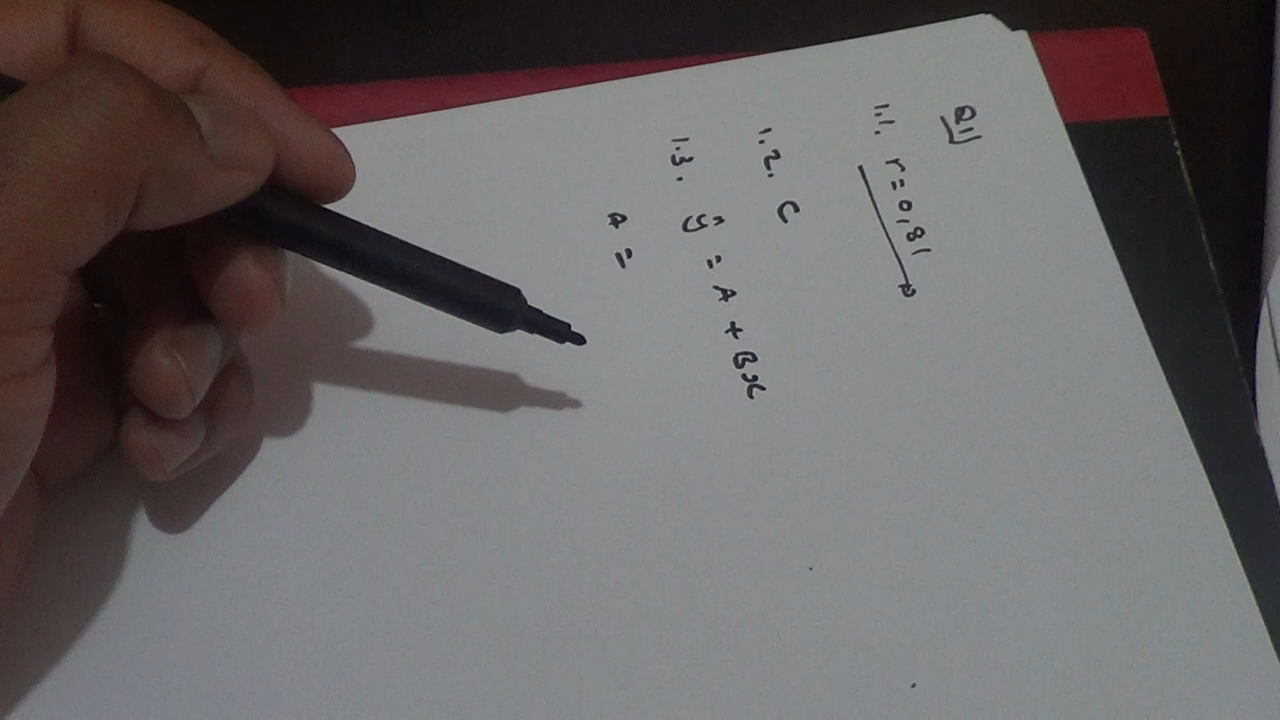 Q1)
1.1. r = 0,81
1.2. C
1.3. ŷ = A + Bx
A =